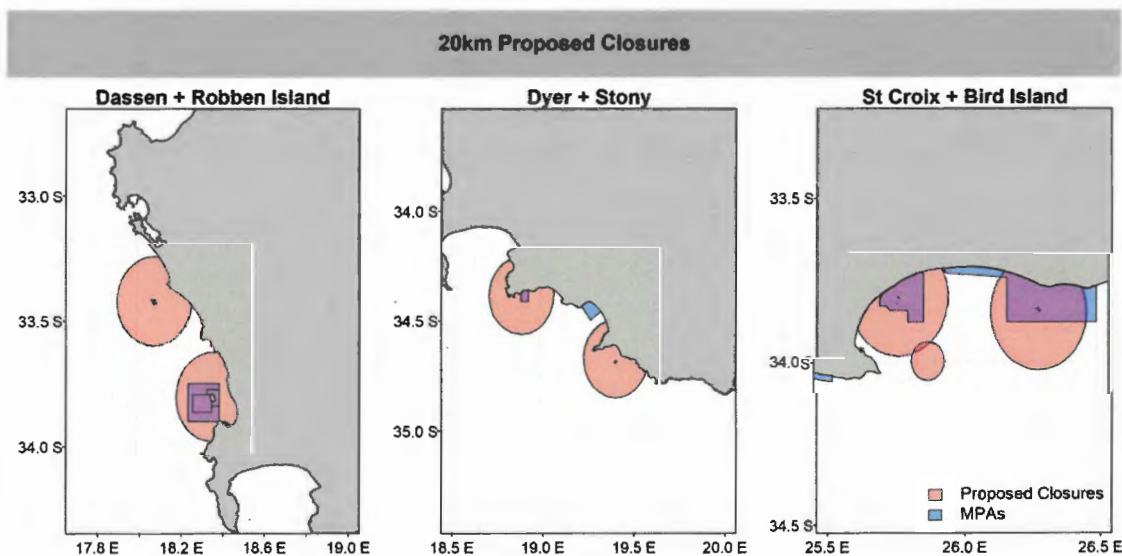 20km Proposed Closures
Dassen + Robben Island
Dyer + Stony
St Croix + Bird Island
33.0 S
33.5 S
34.0 S
17.8 E
18.2 E
18.6 E
19.0 E
34.0 S
34.5 S
35.0 S
18.5 E
19.0 E
19.5 E
20.0 E
33.5 S
34.0 S
34.5 S
25.5 E
26.0 E
26.5 E
Proposed Closures
MPAs